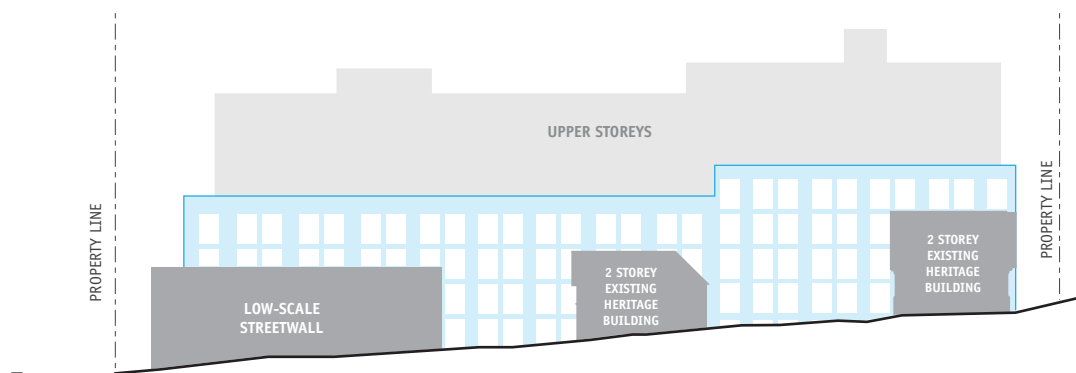 UPPER STOREYS
PROPERTY LINE
PROPERTY LINE
2 STOREY
EXISTING
HERITAGE
BUILDING
2 STOREY
EXISTING
HERITAGE
BUILDING
LOW-SCALE
STREETWALL